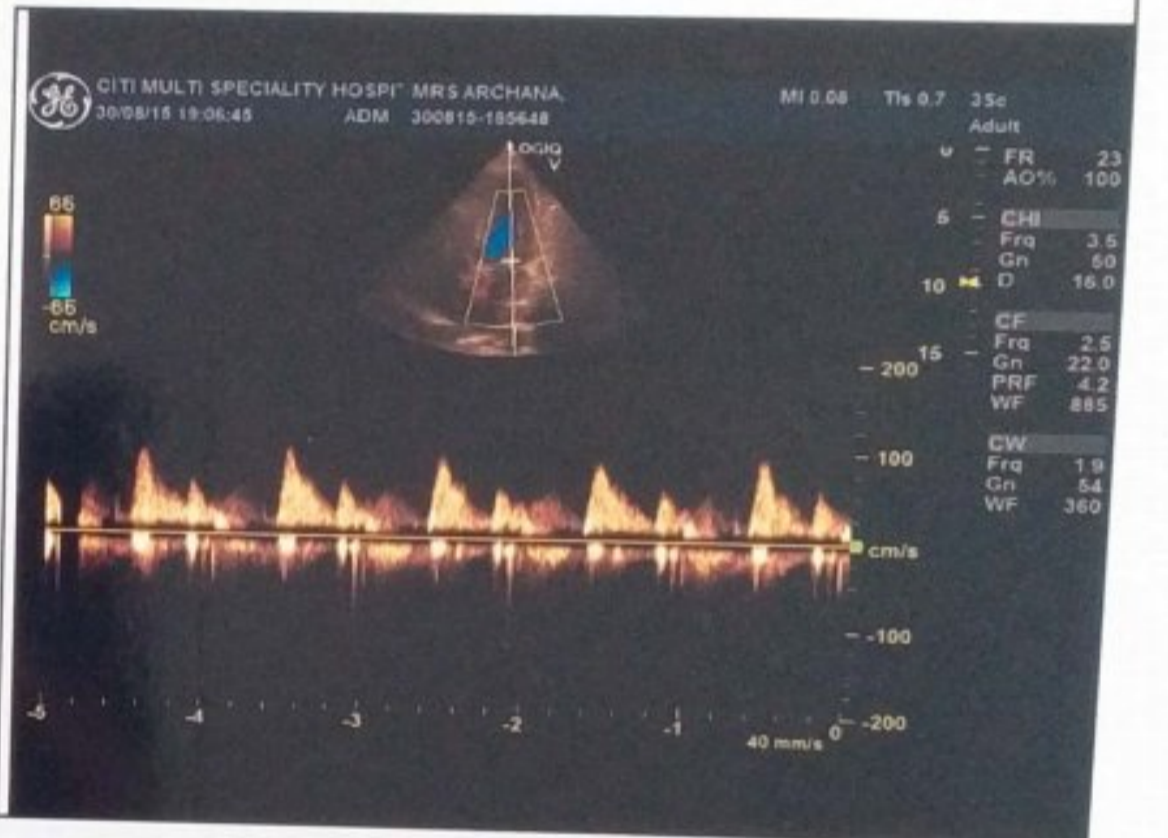 GE
CITI MULTI SPECIALITY HOSPI MRS ARCHANA
MI 0.08 TIs 0.7 3Sc
30/08/15 19:06:45 ADM 300815-185648
Adult
LOGIQ
V
0
FR 23
AO% 100
66
5
CHI
Frq 3.5
Gn 50
10
D 16.0
-66
cm/s
CF
Frq 2.5
15
Gn 22.0
200
PRF 4.2
WF 885
CW
100
Frq 1.9
Gn 54
WF 360
cm/s
-100
-5 -4 -3 -2 -1 0
-200
40 mm/s